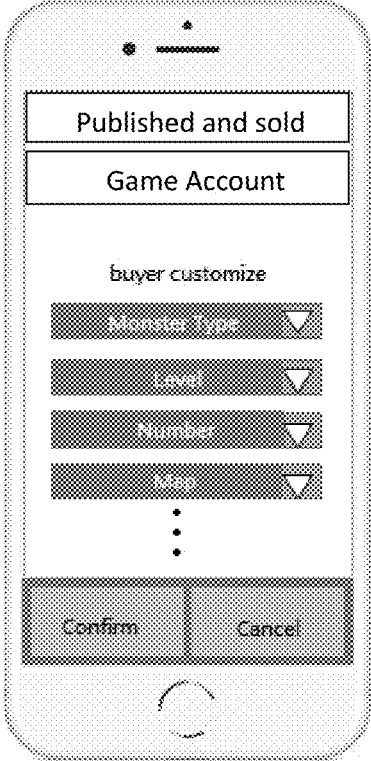 Published and sold
Game Account
buyer customize
Monster Type
Level
Number
Map
Confirm
Cancel